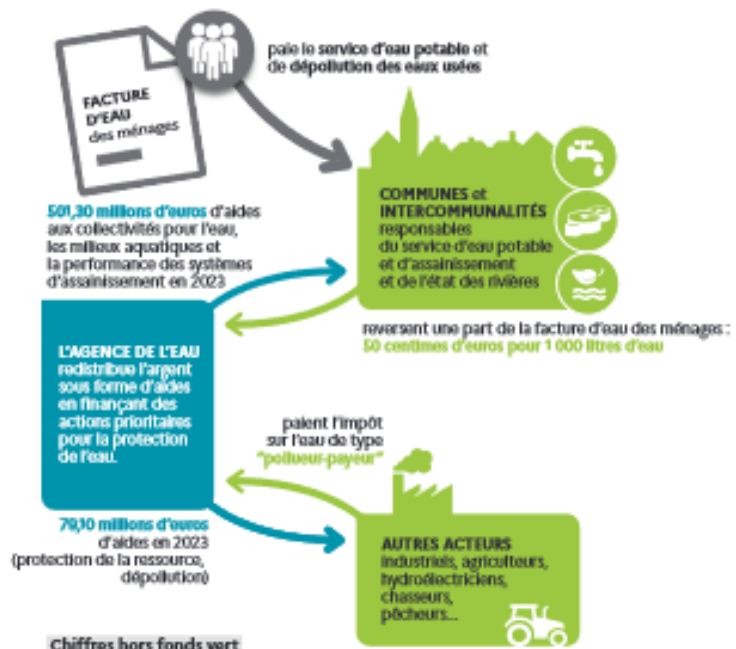 paie le service d'eau potable et
de dépollution des eaux usées
FACTURE
D'EAU
des ménages
501,30 millions d'euros d'aides
aux collectivités pour l'eau,
les milieux aquatiques et
la performance des systèmes
d'assainissement en 2023
COMMUNES et
INTERCOMMUNALITÉS
responsables
du service d'eau potable
et d'assainissement
et de l'état des rivières
reversent une part de la facture d'eau des ménages :
50 centimes d'euros pour 1 000 litres d'eau
L'AGENCE DE L'EAU
redistribue l'argent
sous forme d'aides
en finançant des
actions prioritaires
pour la protection
de l'eau.
paient l'impôt
sur l'eau de type
"pollueur-payeur"
79,10 millions d'euros
d'aides en 2023
(protection de la ressource,
dépollution)
AUTRES ACTEURS
industriels, agriculteurs,
hydroélectriciens,
chasseurs,
pêcheurs...
Chiffres hors fonds vert